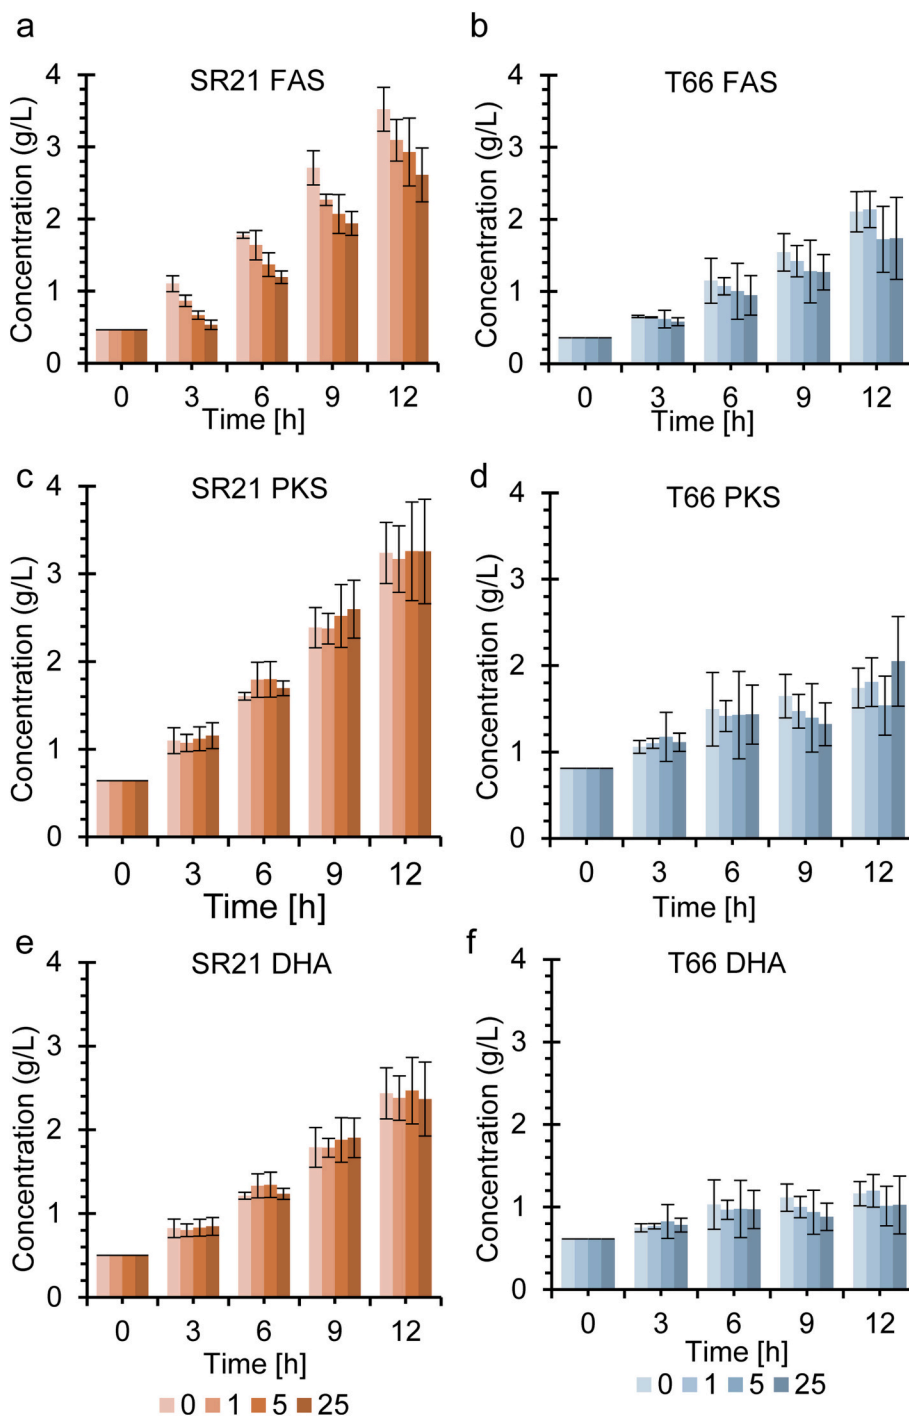 a
SR21 FAS
Concentration (g/L)
4
3
2
1
0
0 3 6 9 12
Time [h]
b
T66 FAS
Concentration (g/L)
4
3
2
1
0
0 3 6 9 12
Time [h]
c
SR21 PKS
Concentration (g/L)
4
3
2
1
0
0 3 6 9 12
Time [h]
d
T66 PKS
Concentration (g/L)
4
3
2
1
0
0 3 6 9 12
Time [h]
e
SR21 DHA
Concentration (g/L)
4
3
2
1
0
0 3 6 9 12
Time [h]
0 1 5 25
f
T66 DHA
Concentration (g/L)
4
3
2
1
0
0 3 6 9 12
Time [h]
0 1 5 25